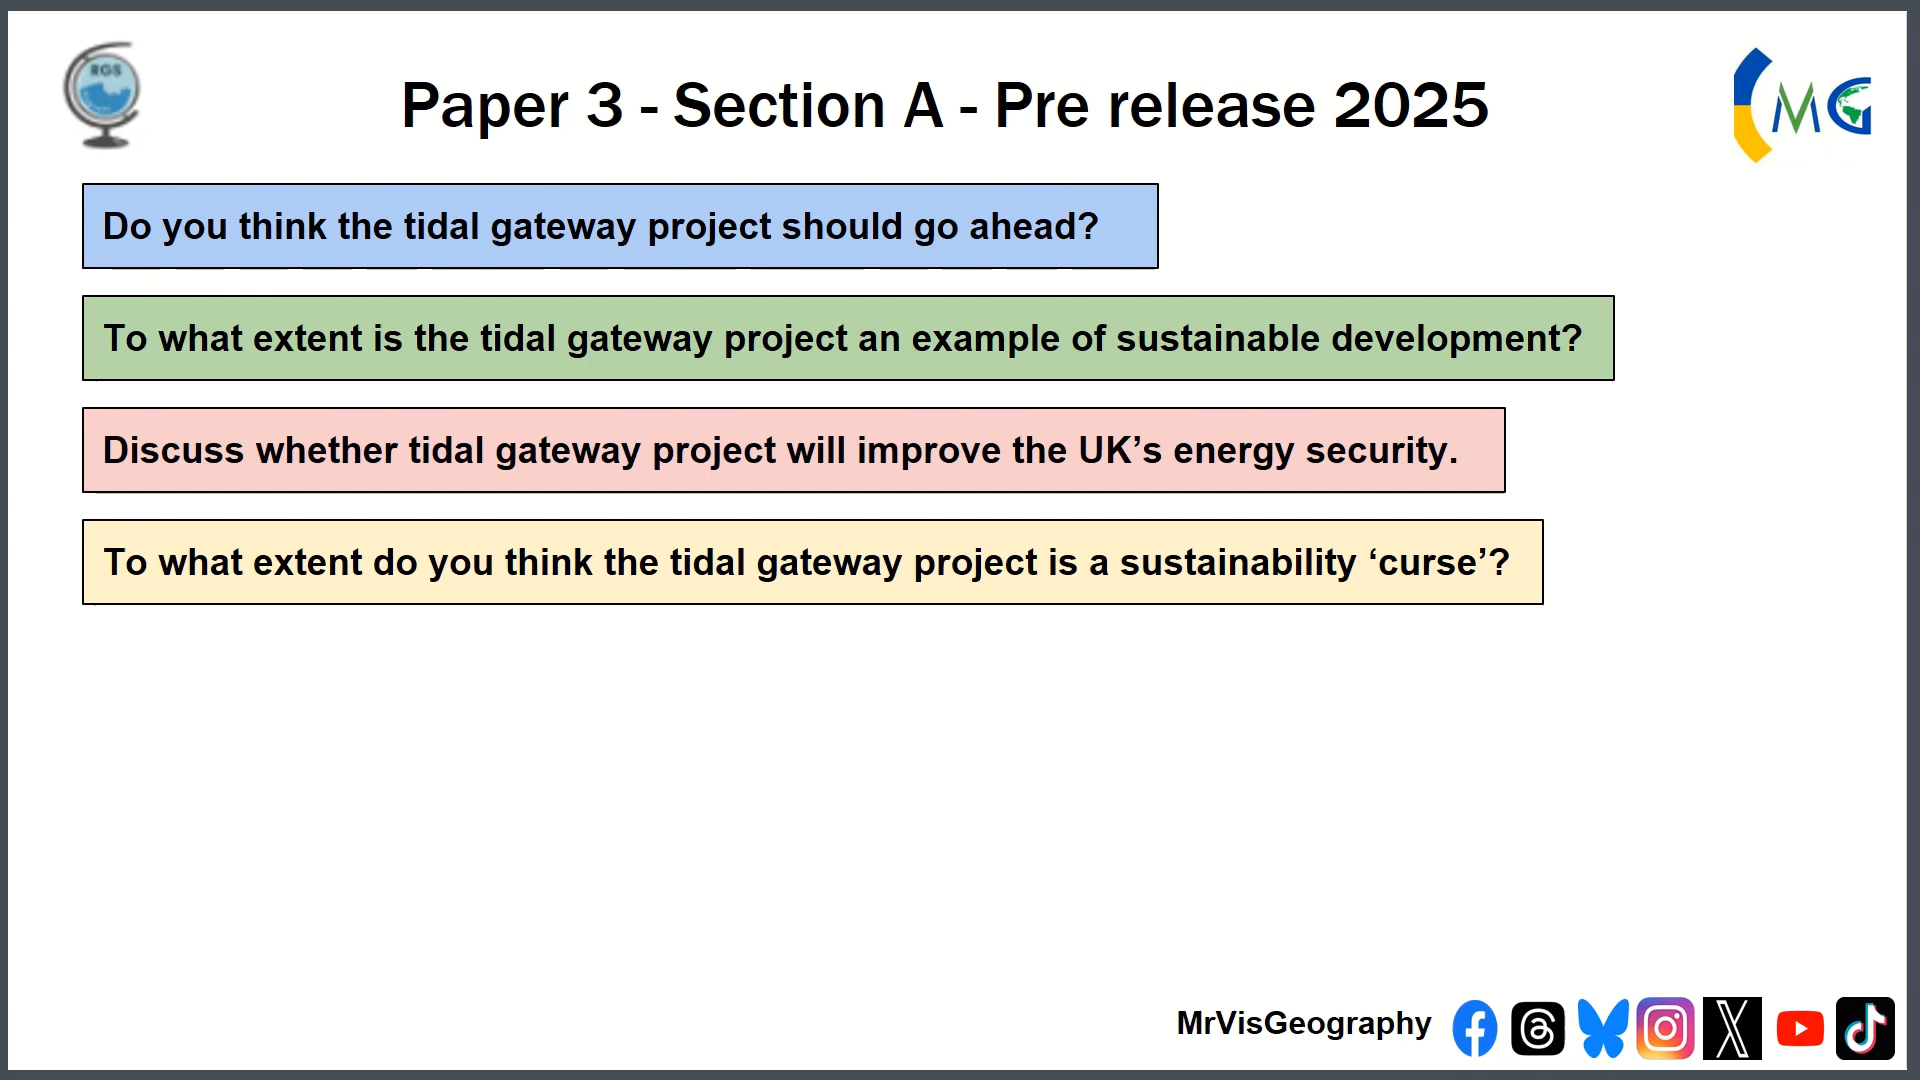 RGS
Paper 3 - Section A - Pre release 2025
MG
Do you think the tidal gateway project should go ahead?
To what extent is the tidal gateway project an example of sustainable development?
Discuss whether tidal gateway project will improve the UK’s energy security.
To what extent do you think the tidal gateway project is a sustainability ‘curse’?
MrVisGeography